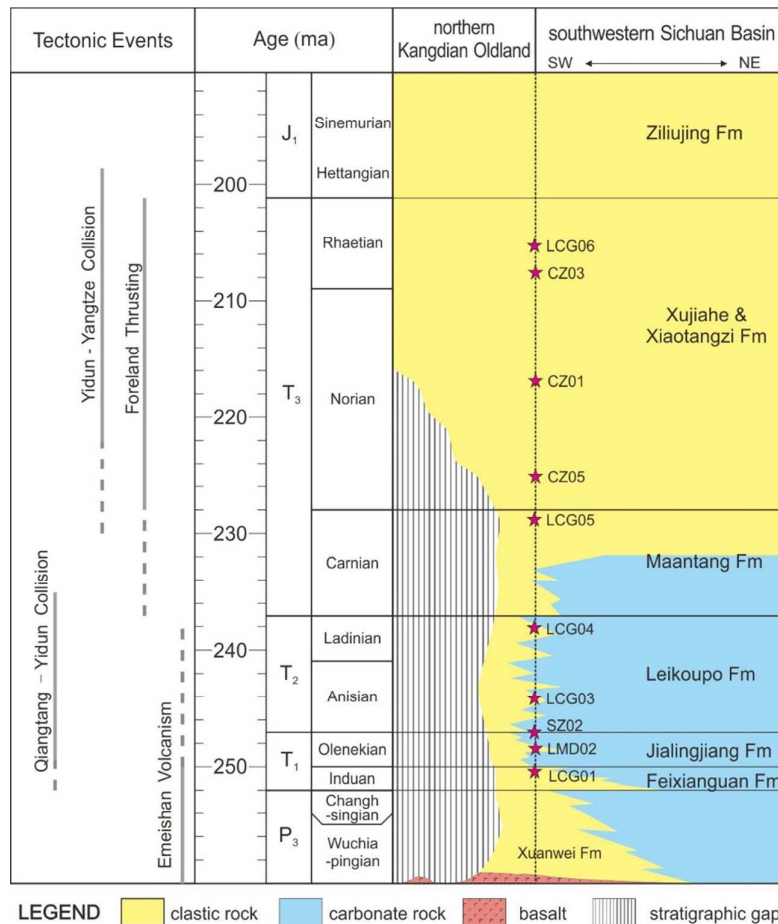 Tectonic Events
Age (ma)
northern
Kangdian Oldland
southwestern Sichuan Basin
SW
NE
Yidun - Yangtze Collision
Foreland Thrusting
Qiangtang – Yidun Collision
Emeishan Volcanism
200
210
220
230
240
250
J1
T3
T2
T1
P3
Sinemurian
Hettangian
Rhaetian
Norian
Carnian
Ladinian
Anisian
Olenekian
Induan
Changh
-singian
Wuchia
-pingian
LCG06
CZ03
CZ01
CZ05
LCG05
LCG04
LCG03
SZ02
LMD02
LCG01
Ziliujing Fm
Xujiahe &
Xiaotangzi Fm
Maantang Fm
Leikoupo Fm
Jialingjiang Fm
Feixianguan Fm
Xuanwei Fm
LEGEND
clastic rock
carbonate rock
basalt
stratigraphic gap